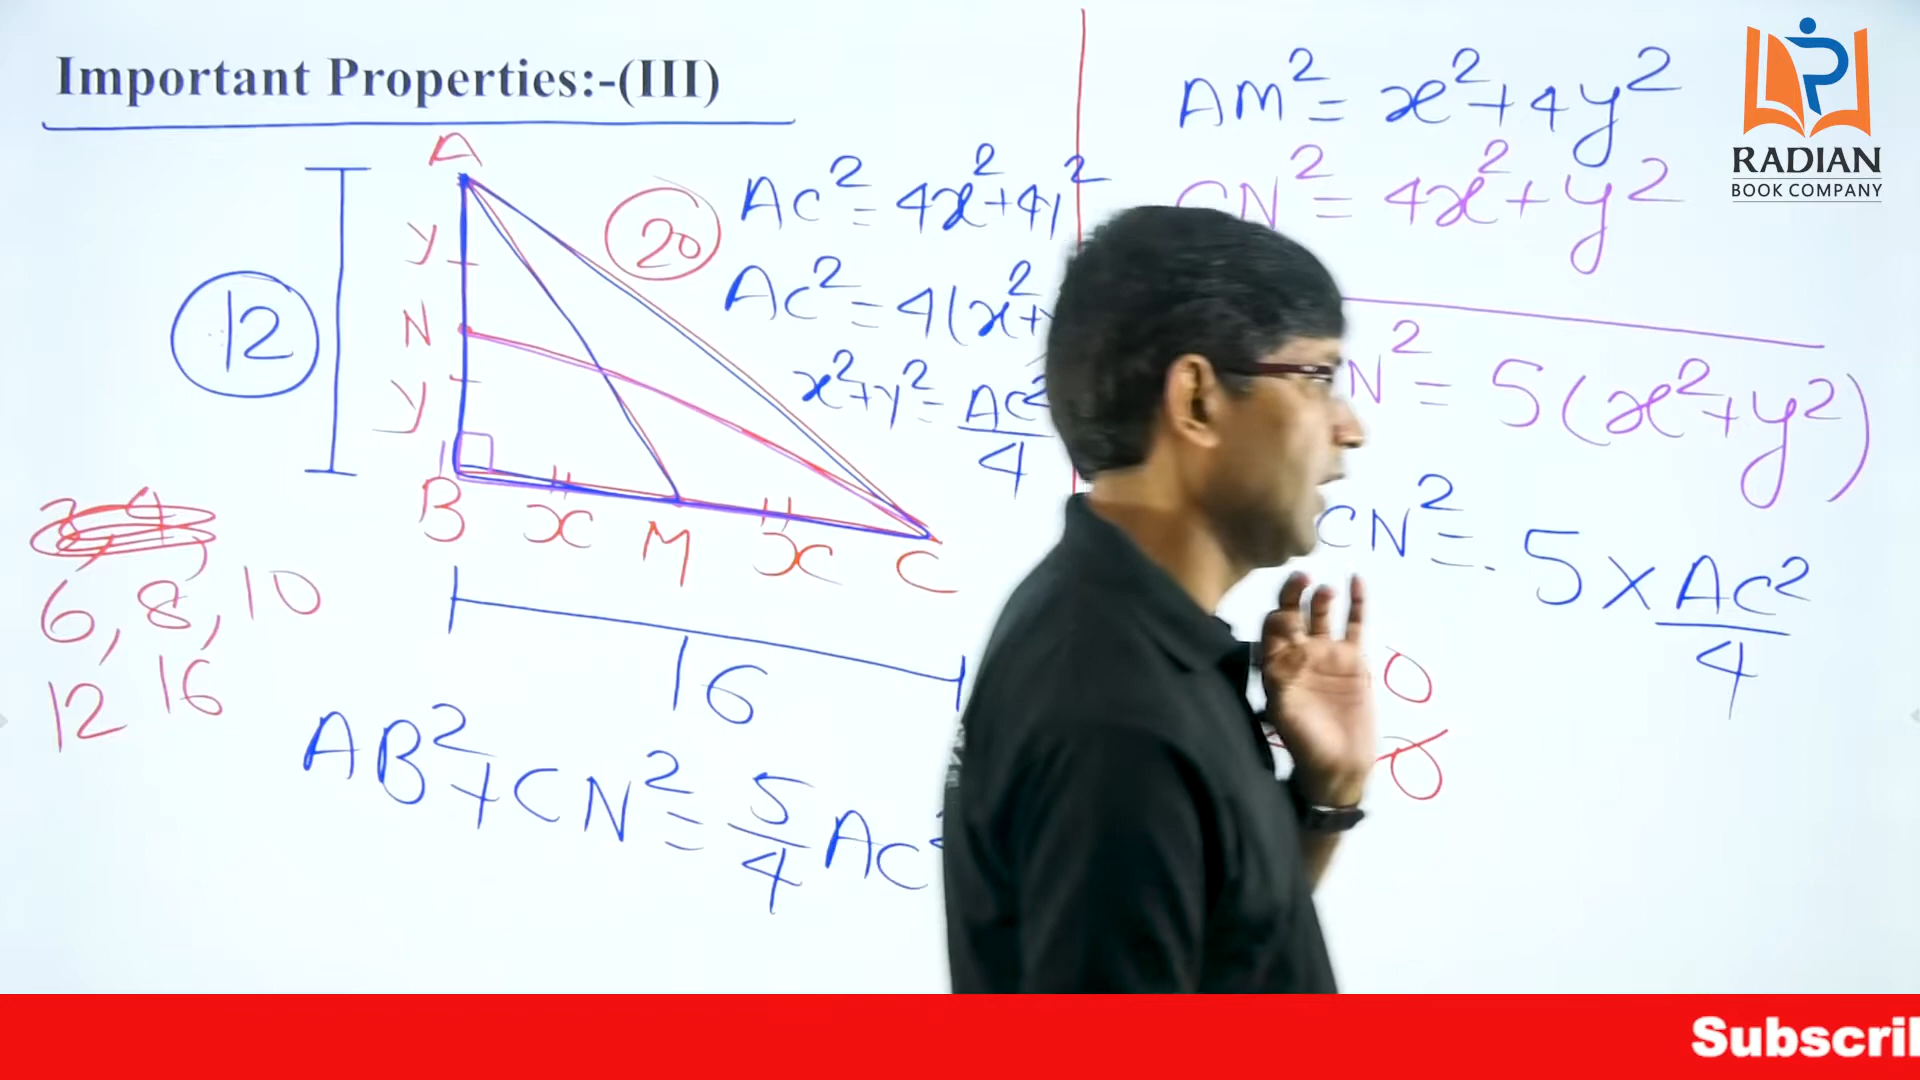 Important Properties:-(III)
A
y
N
y
B
x
M
x
C
12
20
16
6, 8, 10
12 16
AB²+CN² = 5/4 AC
AC² = 4x²+4y²
AC² = 4(x²+
x²+y² = AC²/4
AM² = x²+4y²
CN² = 4x²+y²
N² = 5(x²+y²)
CN² = 5 × AC²/4
RADIAN
BOOK COMPANY
Subscri